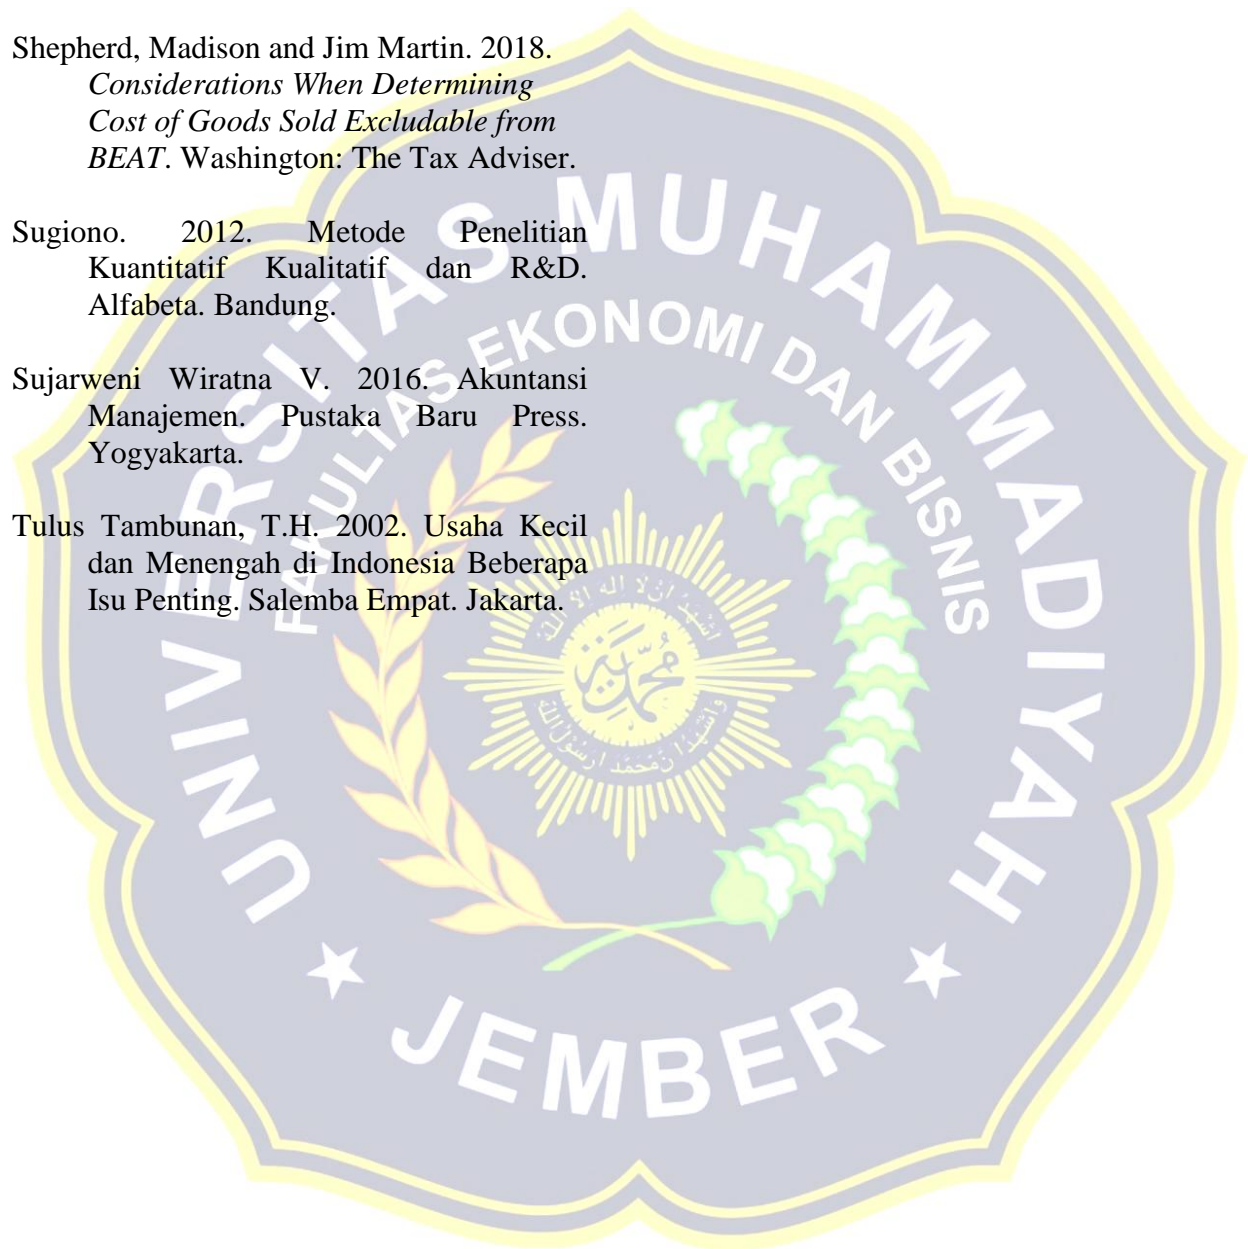 Shepherd, Madison and Jim Martin. 2018.
Considerations When Determining
Cost of Goods Sold Excludable from
BEAT. Washington: The Tax Adviser.
Sugiono. 2012. Metode Penelitian
Kuantitatif Kualitatif dan R&D.
Alfabeta. Bandung.
Sujarweni Wiratna V. 2016. Akuntansi
Manajemen. Pustaka Baru Press.
Yogyakarta.
Tulus Tambunan, T.H. 2002. Usaha Kecil
dan Menengah di Indonesia Beberapa
Isu Penting. Salemba Empat. Jakarta.
UNIVERSITAS MUHAMMADIYAH
FAKULTAS EKONOMI DAN BISNIS
محمدية
JEMBER